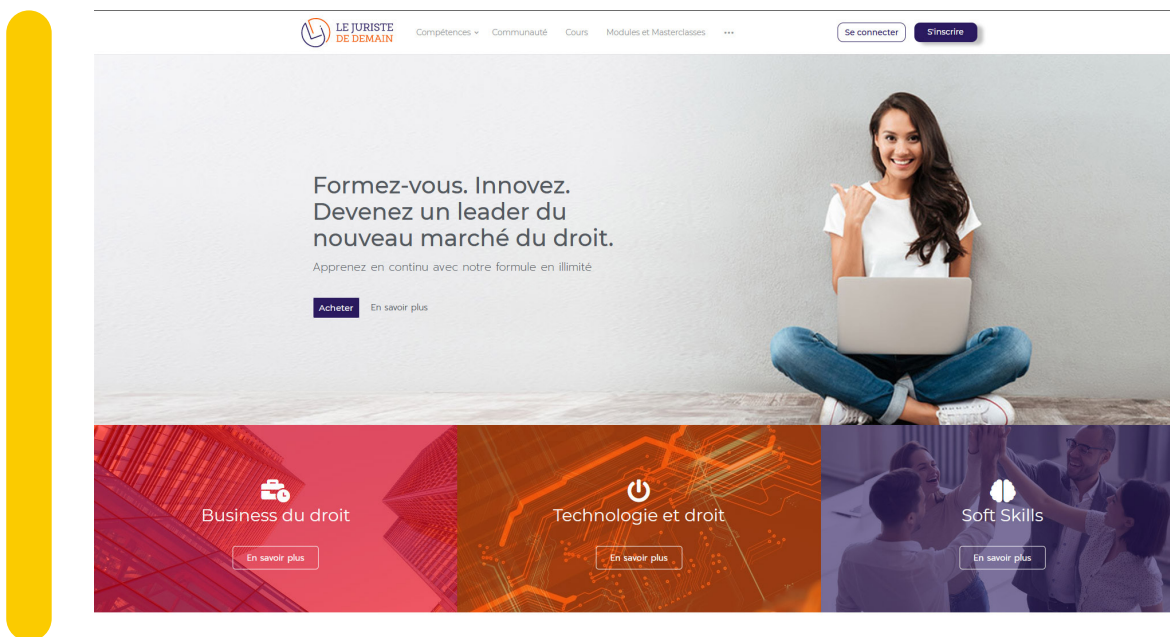 LE JURISTE
DE DEMAIN
Compétences
Communauté
Cours
Modules et Masterclasses
•••
Se connecter
S'inscrire
Formez-vous. Innovez.
Devenez un leader du
nouveau marché du droit.
Apprenez en continu avec notre formule en illimité
Acheter
En savoir plus
Business du droit
En savoir plus
Technologie et droit
En savoir plus
Soft Skills
En savoir plus